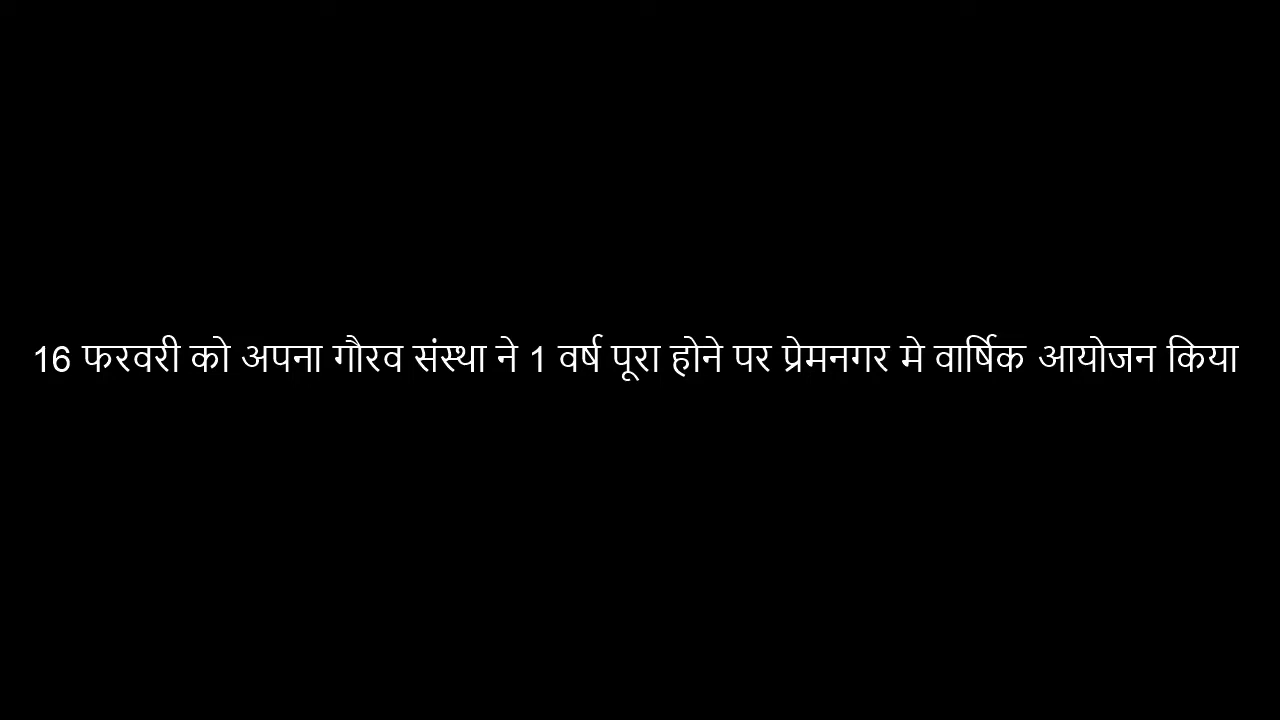 16 फरवरी को अपना गौरव संस्था ने 1 वर्ष पूरा होने पर प्रेमनगर मे वार्षिक आयोजन किया